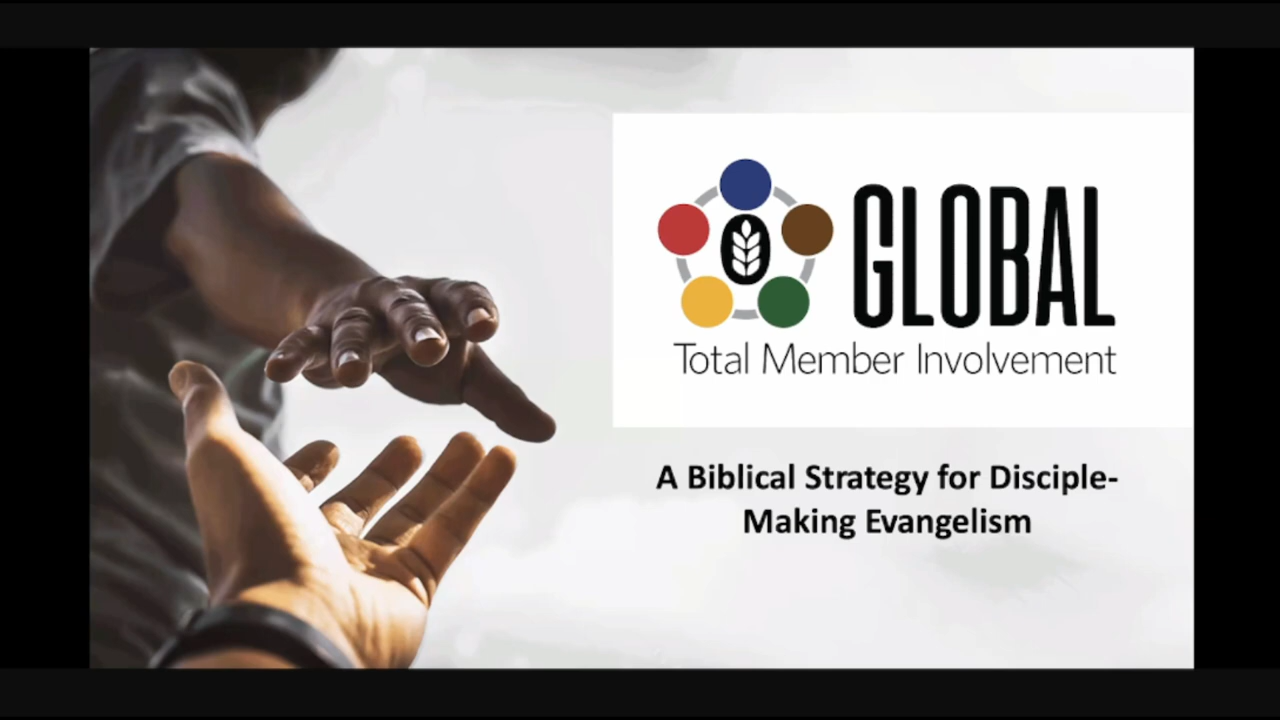 GLOBAL
Total Member Involvement
A Biblical Strategy for Disciple-
Making Evangelism